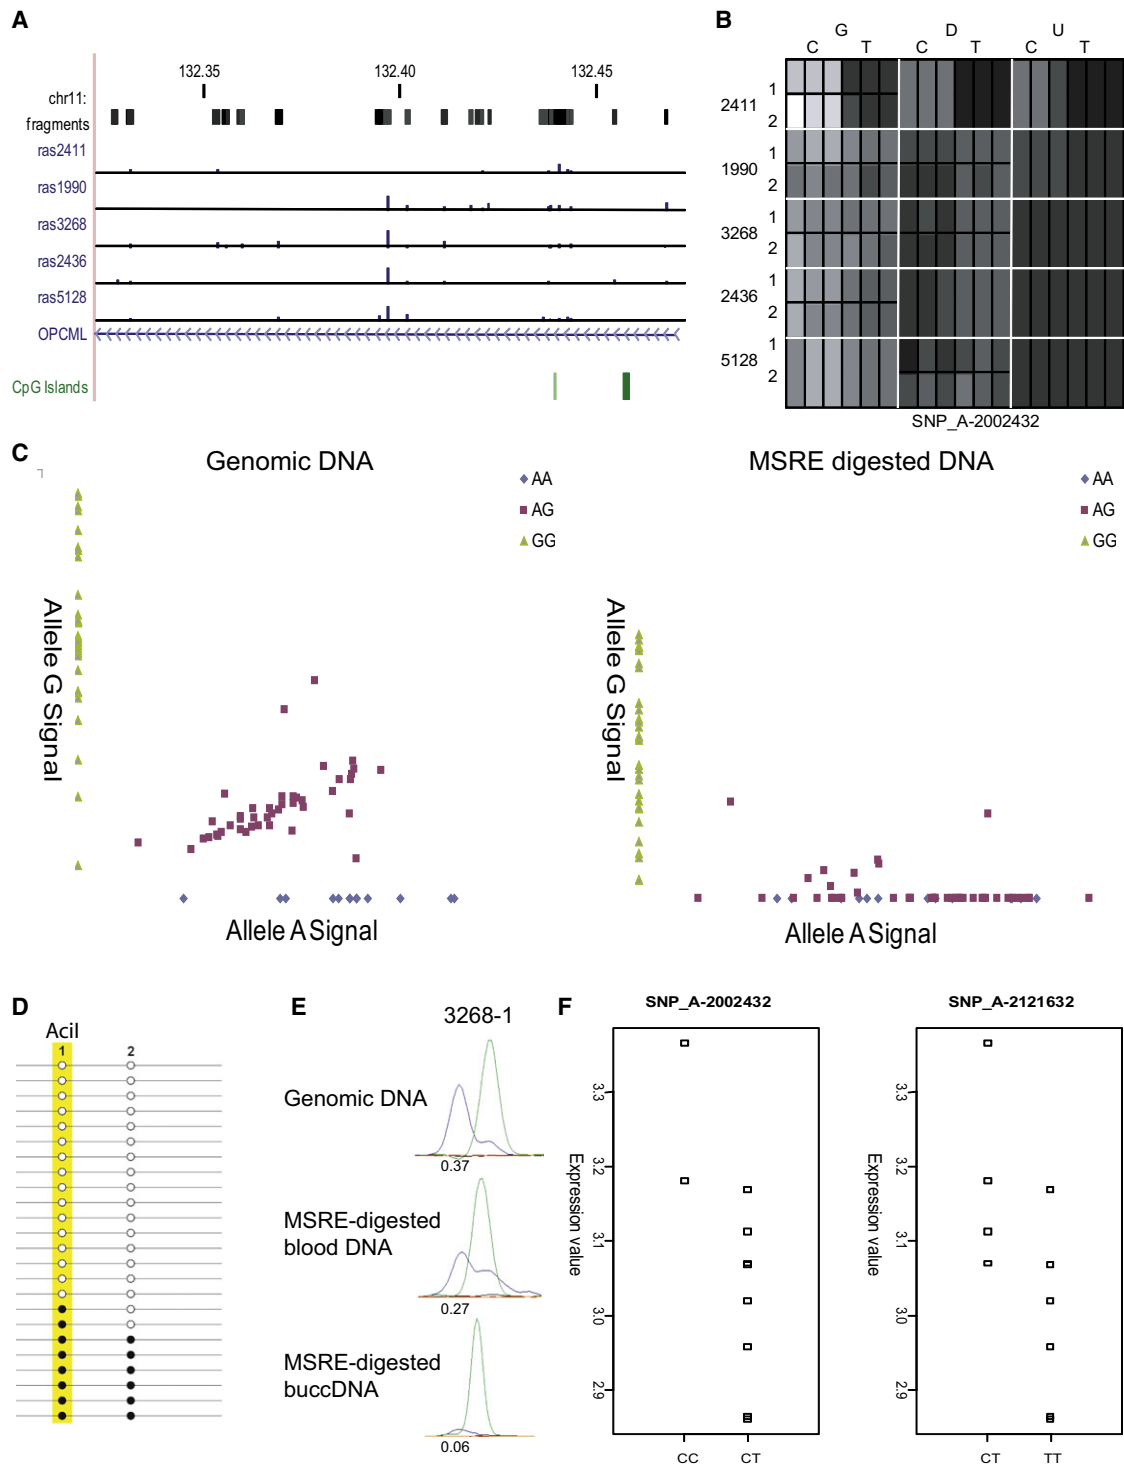 A
132.35 132.40 132.45
chr11:
fragments
ras2411
ras1990
ras3268
ras2436
ras5128
OPCML
CpG Islands
B
G D U
C T C T C T
2411 1 2
1990 1 2
3268 1 2
2436 1 2
5128 1 2
SNP_A-2002432
C
Genomic DNA
AA
AG
GG
Allele G Signal
Allele A Signal
MSRE digested DNA
AA
AG
GG
Allele G Signal
Allele A Signal
D
AciI
1 2
E
3268-1
Genomic DNA
0.37
MSRE-digested
blood DNA
0.27
MSRE-digested
buccDNA
0.06
F
SNP_A-2002432
Expression value
3.3
3.2
3.1
3.0
2.9
CC CT
SNP_A-2121632
Expression value
3.3
3.2
3.1
3.0
2.9
CT TT